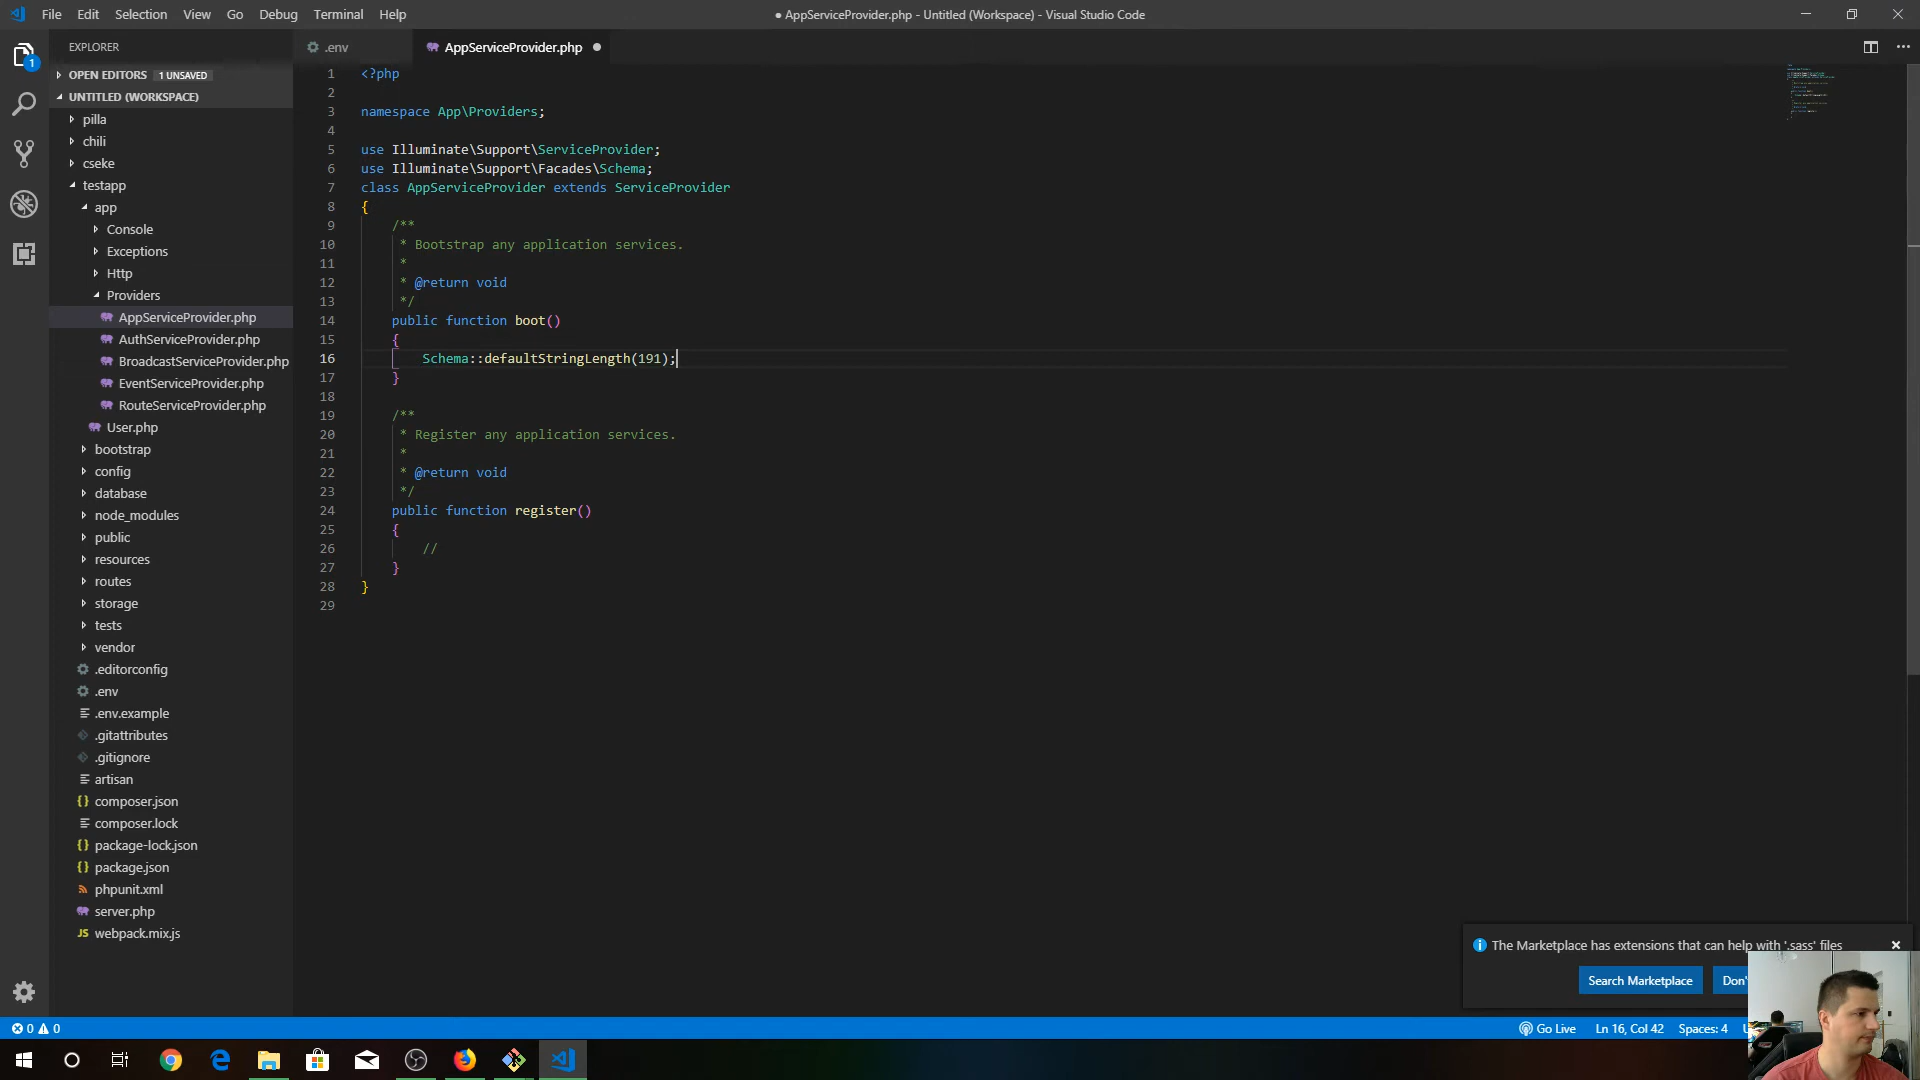 File Edit Selection View Go Debug Terminal Help
● AppServiceProvider.php - Untitled (Workspace) - Visual Studio Code
EXPLORER
.env
AppServiceProvider.php
OPEN EDITORS 1 UNSAVED
UNTITLED (WORKSPACE)
pilla
chili
cseke
testapp
app
Console
Exceptions
Http
Providers
AppServiceProvider.php
AuthServiceProvider.php
BroadcastServiceProvider.php
EventServiceProvider.php
RouteServiceProvider.php
User.php
bootstrap
config
database
node_modules
public
resources
routes
storage
tests
vendor
.editorconfig
.env
.env.example
.gitattributes
.gitignore
artisan
composer.json
composer.lock
package-lock.json
package.json
phpunit.xml
server.php
JS webpack.mix.js
1 <?php
2
3 namespace App\Providers;
4
5 use Illuminate\Support\ServiceProvider;
6 use Illuminate\Support\Facades\Schema;
7 class AppServiceProvider extends ServiceProvider
8 {
9 /**
10 * Bootstrap any application services.
11 *
12 * @return void
13 */
14 public function boot()
15 {
16 Schema::defaultStringLength(191);
17 }
18
19 /**
20 * Register any application services.
21 *
22 * @return void
23 */
24 public function register()
25 {
26 //
27 }
28 }
29
The Marketplace has extensions that can help with '.sass' files
Search Marketplace
Don'
0 0
Go Live Ln 16, Col 42 Spaces: 4
1